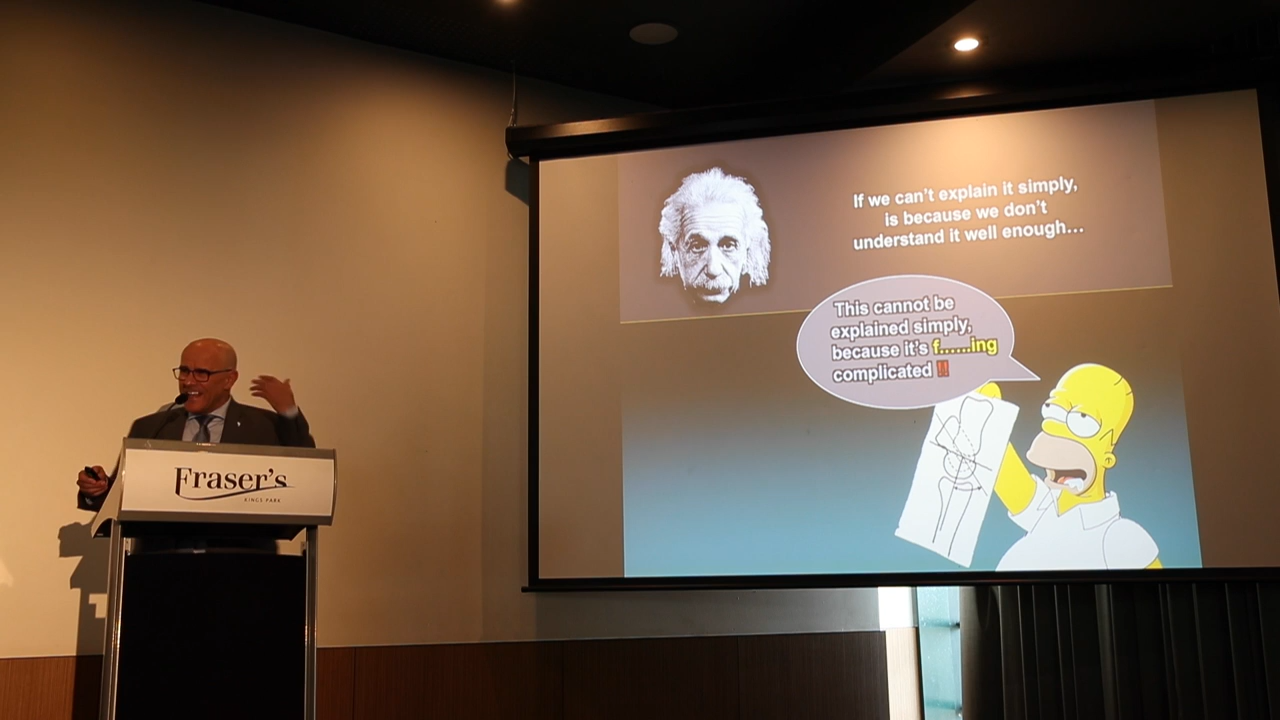 If we can't explain it simply,
is because we don't
understand it well enough...
This cannot be
explained simply,
because it's f......ing
complicated !!
Fraser's
KINGS PARK